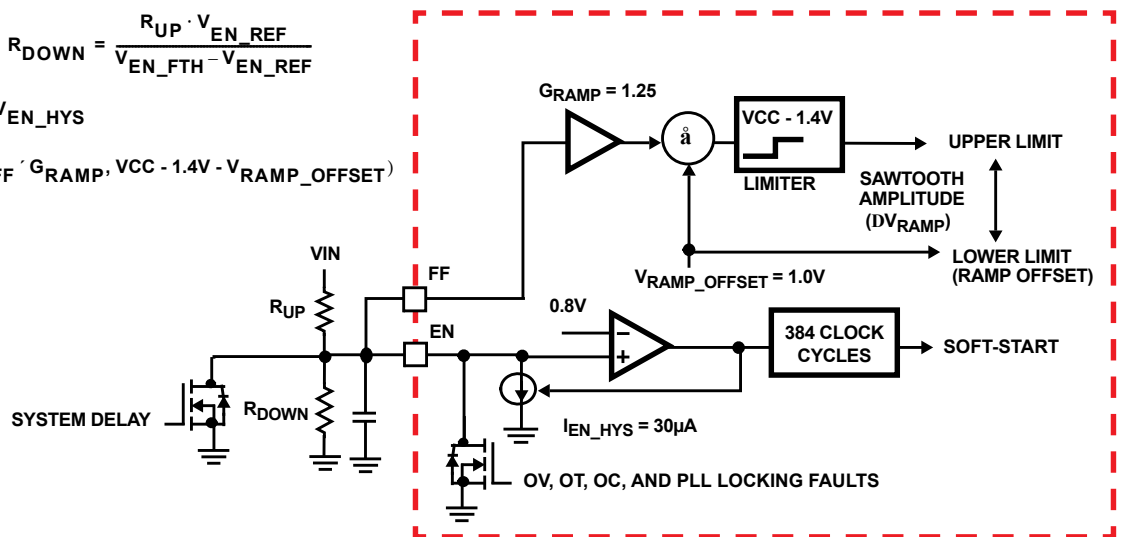 R_DOWN = R_UP · V_EN_REF
V_EN_FTH – V_EN_REF
V_EN_HYS
FF ´ G_RAMP, VCC - 1.4V - V_RAMP_OFFSET)
G_RAMP = 1.25
å
VCC - 1.4V
LIMITER
UPPER LIMIT
SAWTOOTH
AMPLITUDE
(DV_RAMP)
LOWER LIMIT
(RAMP OFFSET)
V_RAMP_OFFSET = 1.0V
VIN
FF
R_UP
EN
0.8V
384 CLOCK
CYCLES
SOFT-START
SYSTEM DELAY
R_DOWN
I_EN_HYS = 30µA
OV, OT, OC, AND PLL LOCKING FAULTS